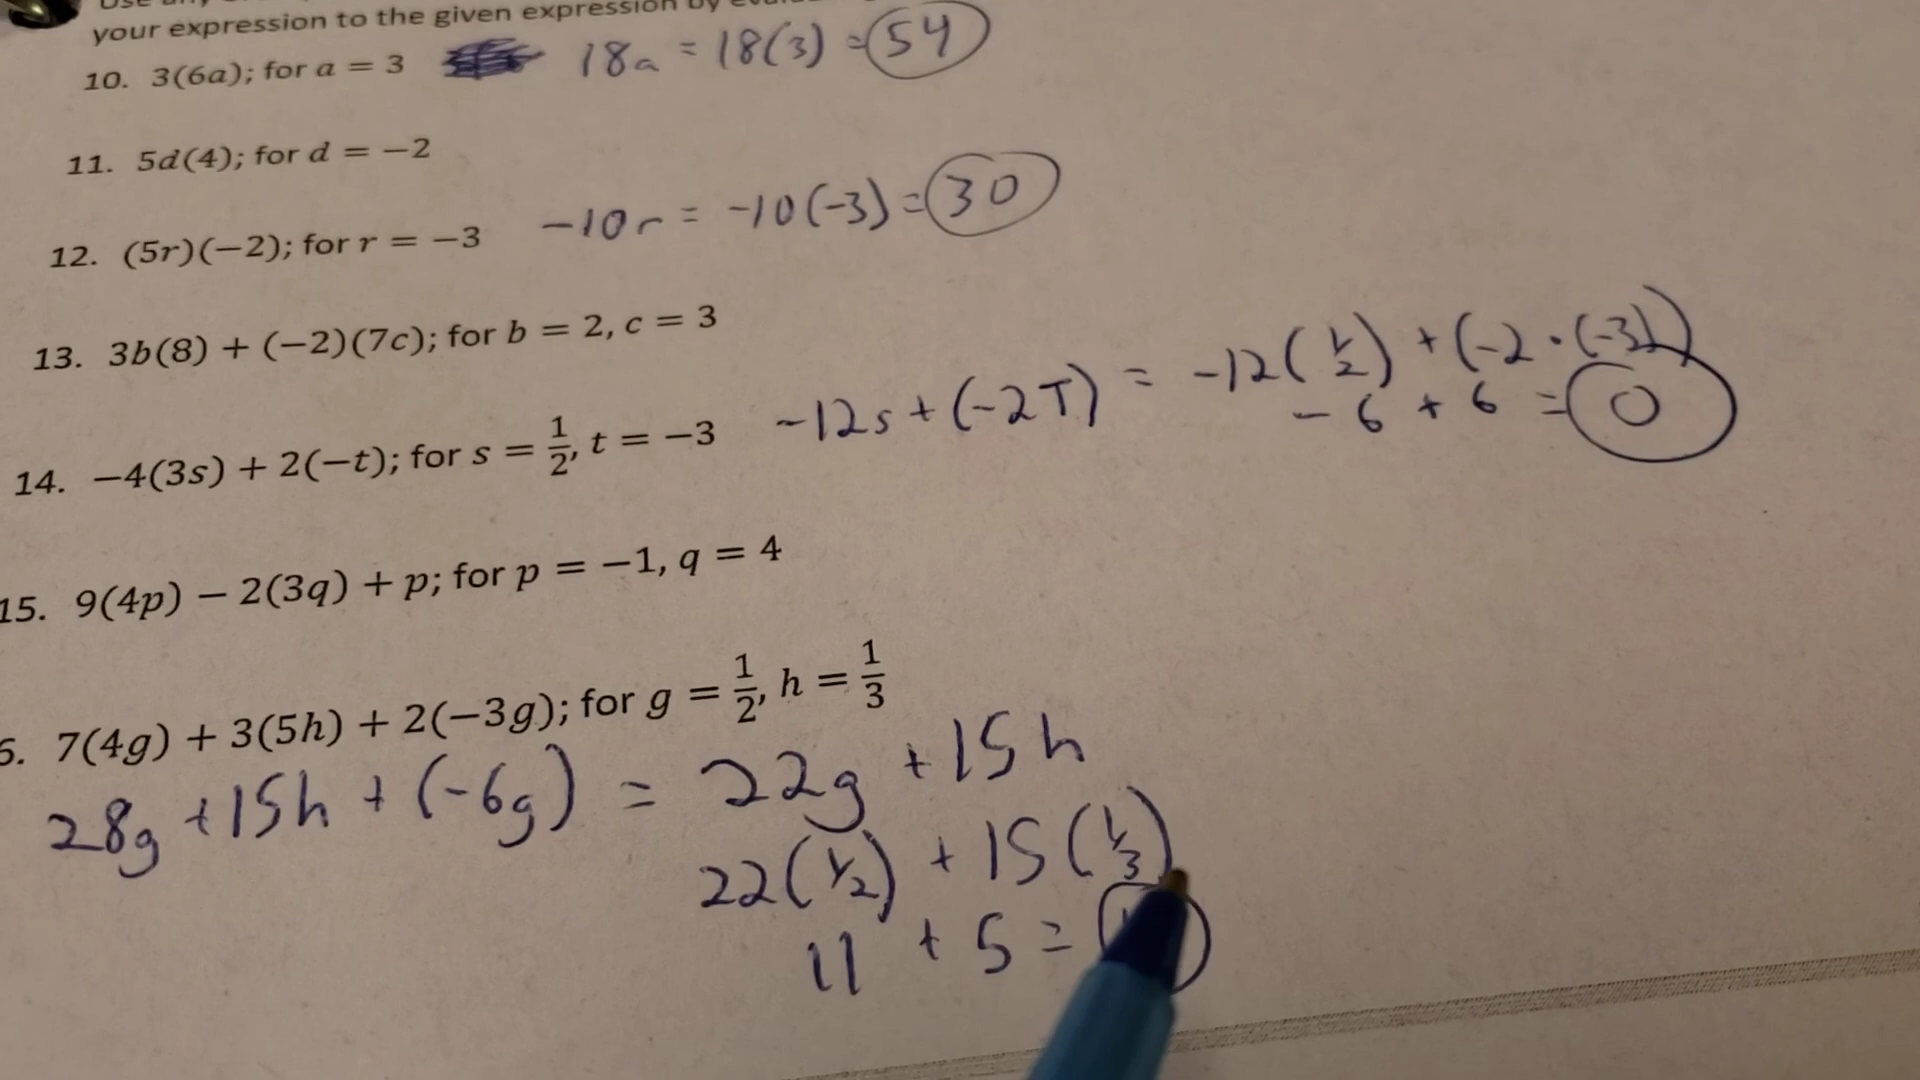 your expression to the given expression by
10. 3(6a); for a = 3 18a = 18(3) = 54
11. 5d(4); for d = −2
12. (5r)(−2); for r = −3 -10r = -10(-3) = 30
13. 3b(8) + (−2)(7c); for b = 2, c = 3
14. −4(3s) + 2(−t); for s = 1/2, t = −3 -12s + (-2T) = -12(1/2) + (-2 · (-3))
- 6 + 6 = 0
15. 9(4p) − 2(3q) + p; for p = −1, q = 4
6. 7(4g) + 3(5h) + 2(−3g); for g = 1/2, h = 1/3
28g + 15h + (-6g) = 22g + 15h
22(1/2) + 15(1/3)
11 + 5 =